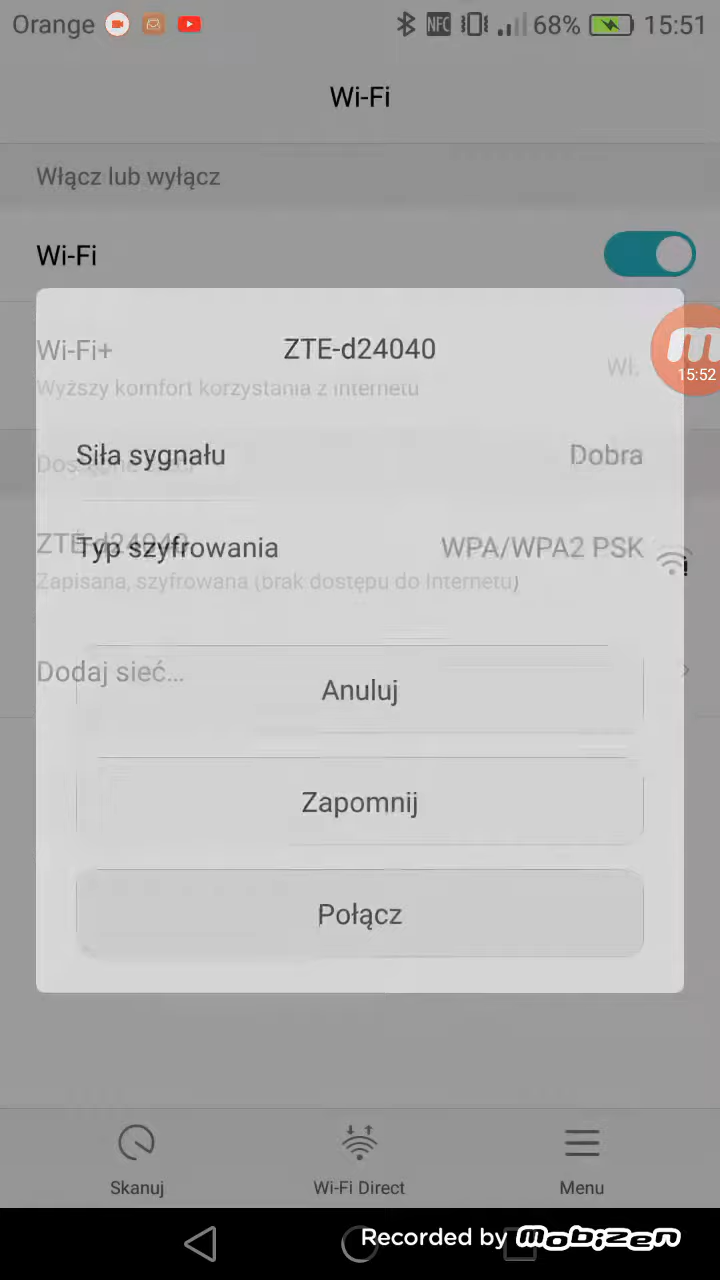 Orange NFC 68% 15:51
Wi-Fi
Włącz lub wyłącz
Wi-Fi
Wi-Fi+ Wł.
ZTE-d24040
Wyższy komfort korzystania z internetu
15:52
Siła sygnału Dobra
ZTE-d24040
Typ szyfrowania WPA/WPA2 PSK
Zapisana, szyfrowana (brak dostępu do Internetu)
Dodaj sieć...
Anuluj
Zapomnij
Połącz
Skanuj Wi-Fi Direct Menu
Recorded by mobizen